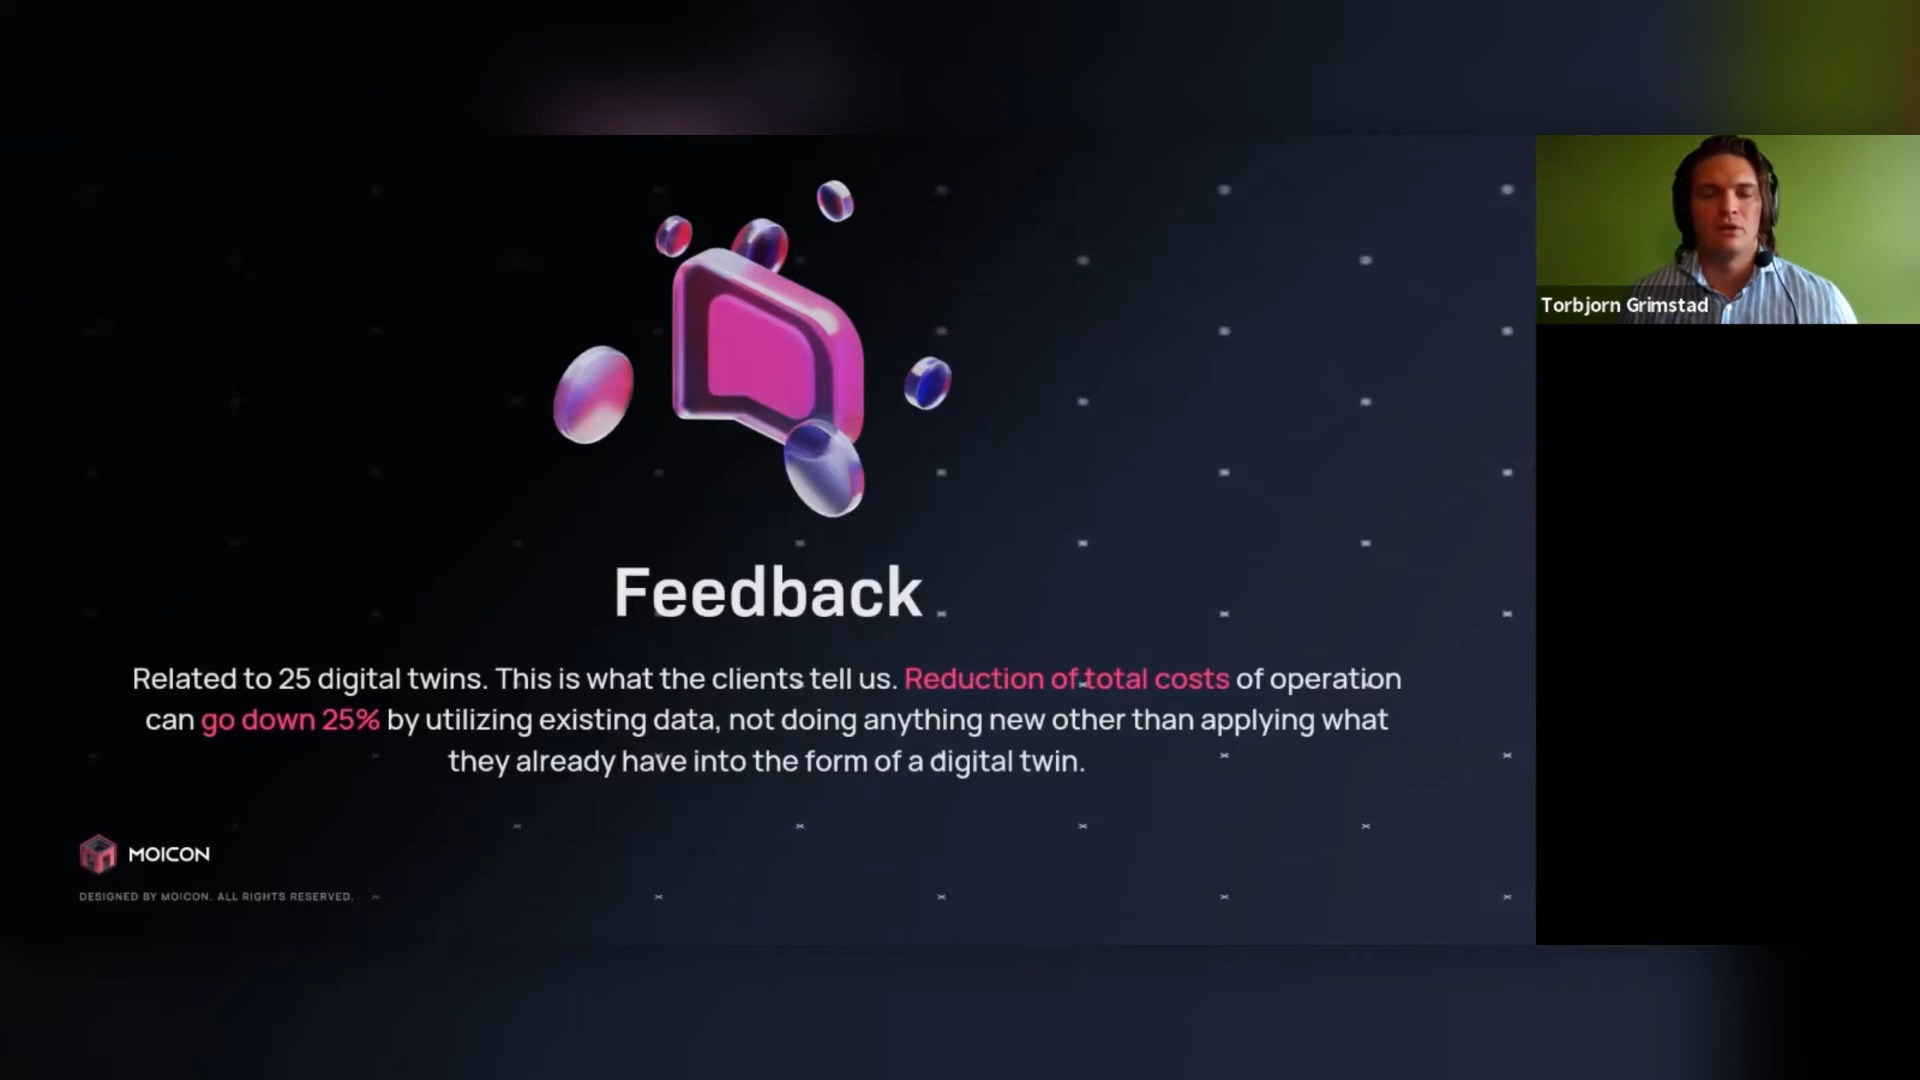 Torbjorn Grimstad
Feedback
Related to 25 digital twins. This is what the clients tell us. Reduction of total costs of operation
can go down 25% by utilizing existing data, not doing anything new other than applying what
they already have into the form of a digital twin.
MOICON
DESIGNED BY MOICON. ALL RIGHTS RESERVED.